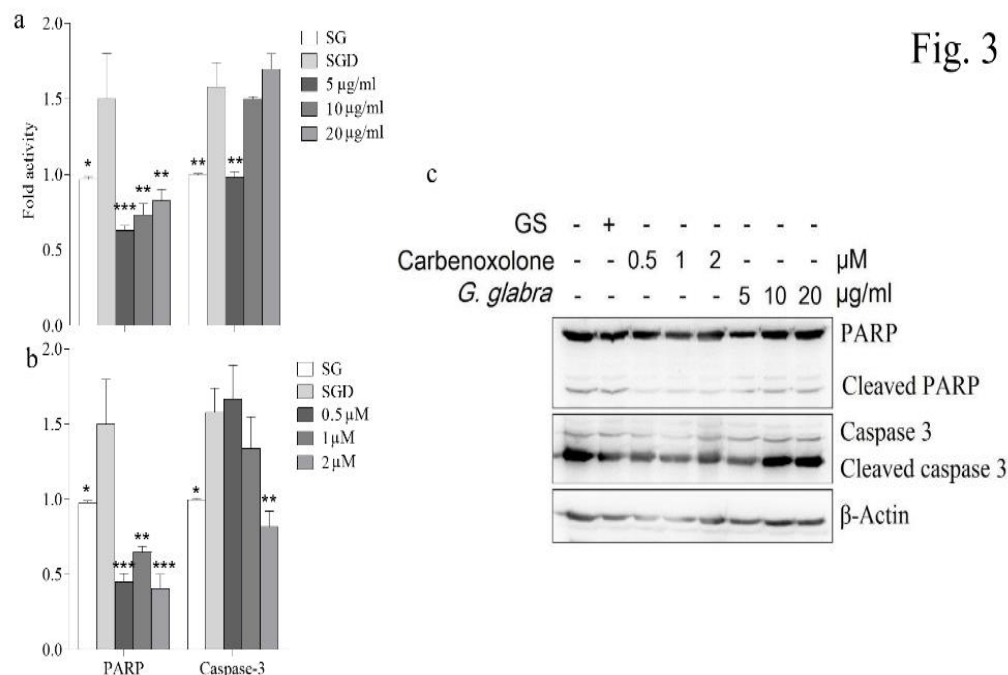 Fig. 3
a
2.0
1.5
1.0
0.5
0.0
Fold activity
SG
SGD
5 µg/ml
10 µg/ml
20 µg/ml
*
***
**
**
**
**
b
2.0
1.5
1.0
0.5
0.0
SG
SGD
0.5 µM
1 µM
2 µM
*
***
**
***
*
**
PARP Caspase-3
c
GS - + - - - - - -
Carbenoxolone - - 0.5 1 2 - - - µM
G. glabra - - - - - 5 10 20 µg/ml
PARP
Cleaved PARP
Caspase 3
Cleaved caspase 3
β-Actin